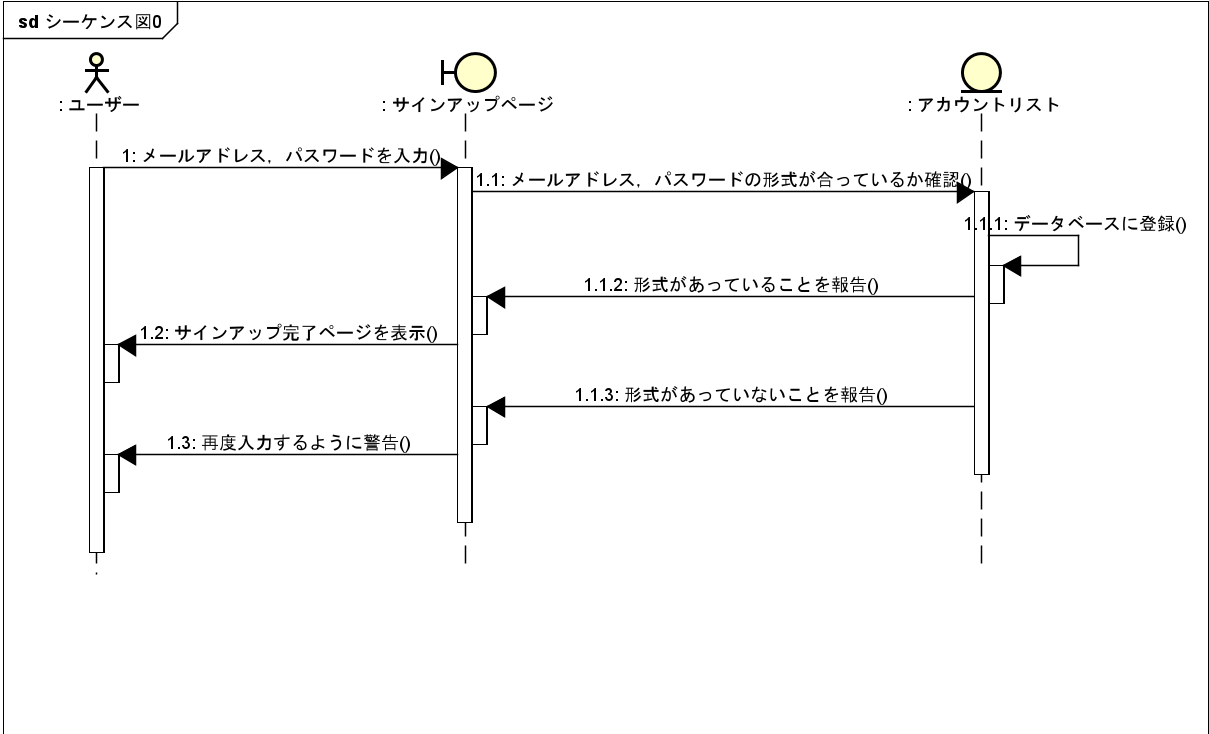 sd シーケンス図0
: ユーザー
: サインアップページ
: アカウントリスト
1: メールアドレス，パスワードを入力()
1.1: メールアドレス，パスワードの形式が合っているか確認()
1.1.1: データベースに登録()
1.1.2: 形式があっていることを報告()
1.2: サインアップ完了ページを表示()
1.1.3: 形式があっていないことを報告()
1.3: 再度入力するように警告()